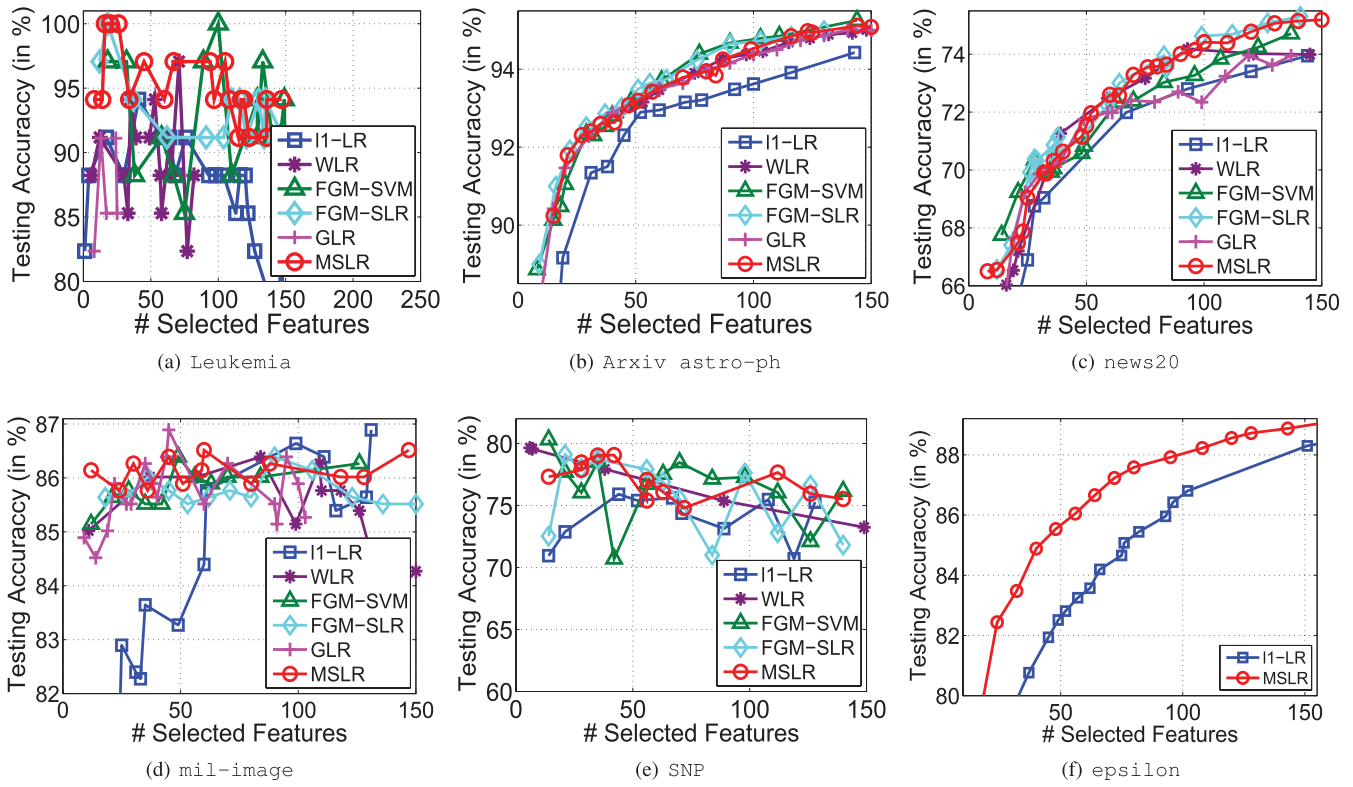 Testing Accuraccy (in %)
100
95
90
85
80
0
50
100
150
200
250
# Selected Features
l1-LR
WLR
FGM-SVM
FGM-SLR
GLR
MSLR
(a) Leukemia
Testing Accuraccy (in %)
94
92
90
0
50
100
150
# Selected Features
l1-LR
WLR
FGM-SVM
FGM-SLR
GLR
MSLR
(b) Arxiv astro-ph
Testing Accuraccy (in %)
74
72
70
68
66
0
50
100
150
# Selected Features
l1-LR
WLR
FGM-SVM
FGM-SLR
GLR
MSLR
(c) news20
Testing Accuraccy (in %)
87
86
85
84
83
82
0
50
100
150
# Selected Features
l1-LR
WLR
FGM-SVM
FGM-SLR
GLR
MSLR
(d) mil-image
Testing Accuraccy (in %)
80
75
70
65
60
0
50
100
150
# Selected Features
l1-LR
WLR
FGM-SVM
FGM-SLR
MSLR
(e) SNP
Testing Accuraccy (in %)
88
86
84
82
80
50
100
150
# Selected Features
l1-LR
MSLR
(f) epsilon